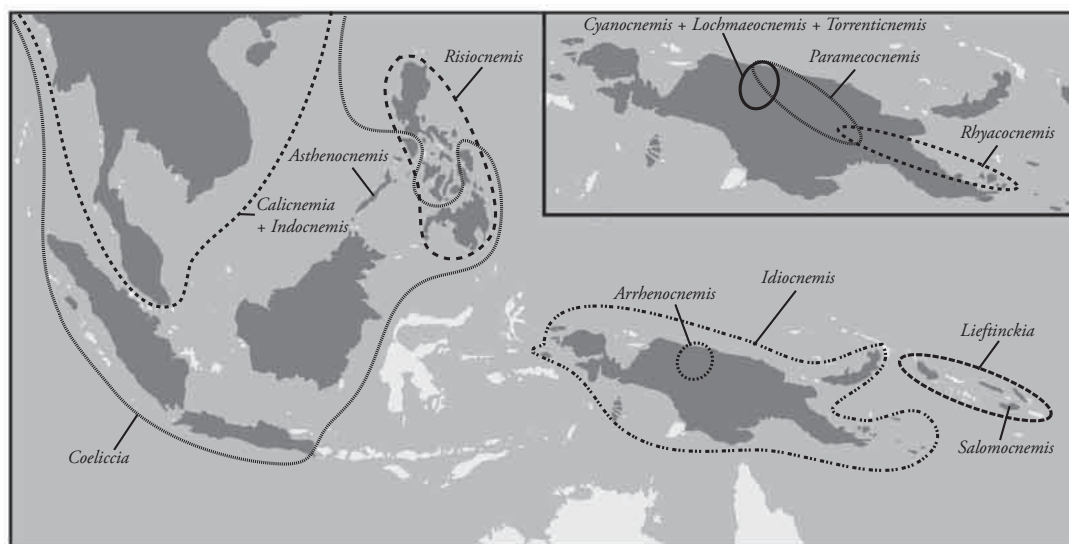 Cyanocnemis + Lochmaeocnemis + Torrenticnemis
Risiocnemis
Paramecocnemis
Rhyacocnemis
Asthenocnemis
Calicnemia
+ Indocnemis
Idiocnemis
Arrhenocnemis
Lieftinckia
Salomocnemis
Coeliccia